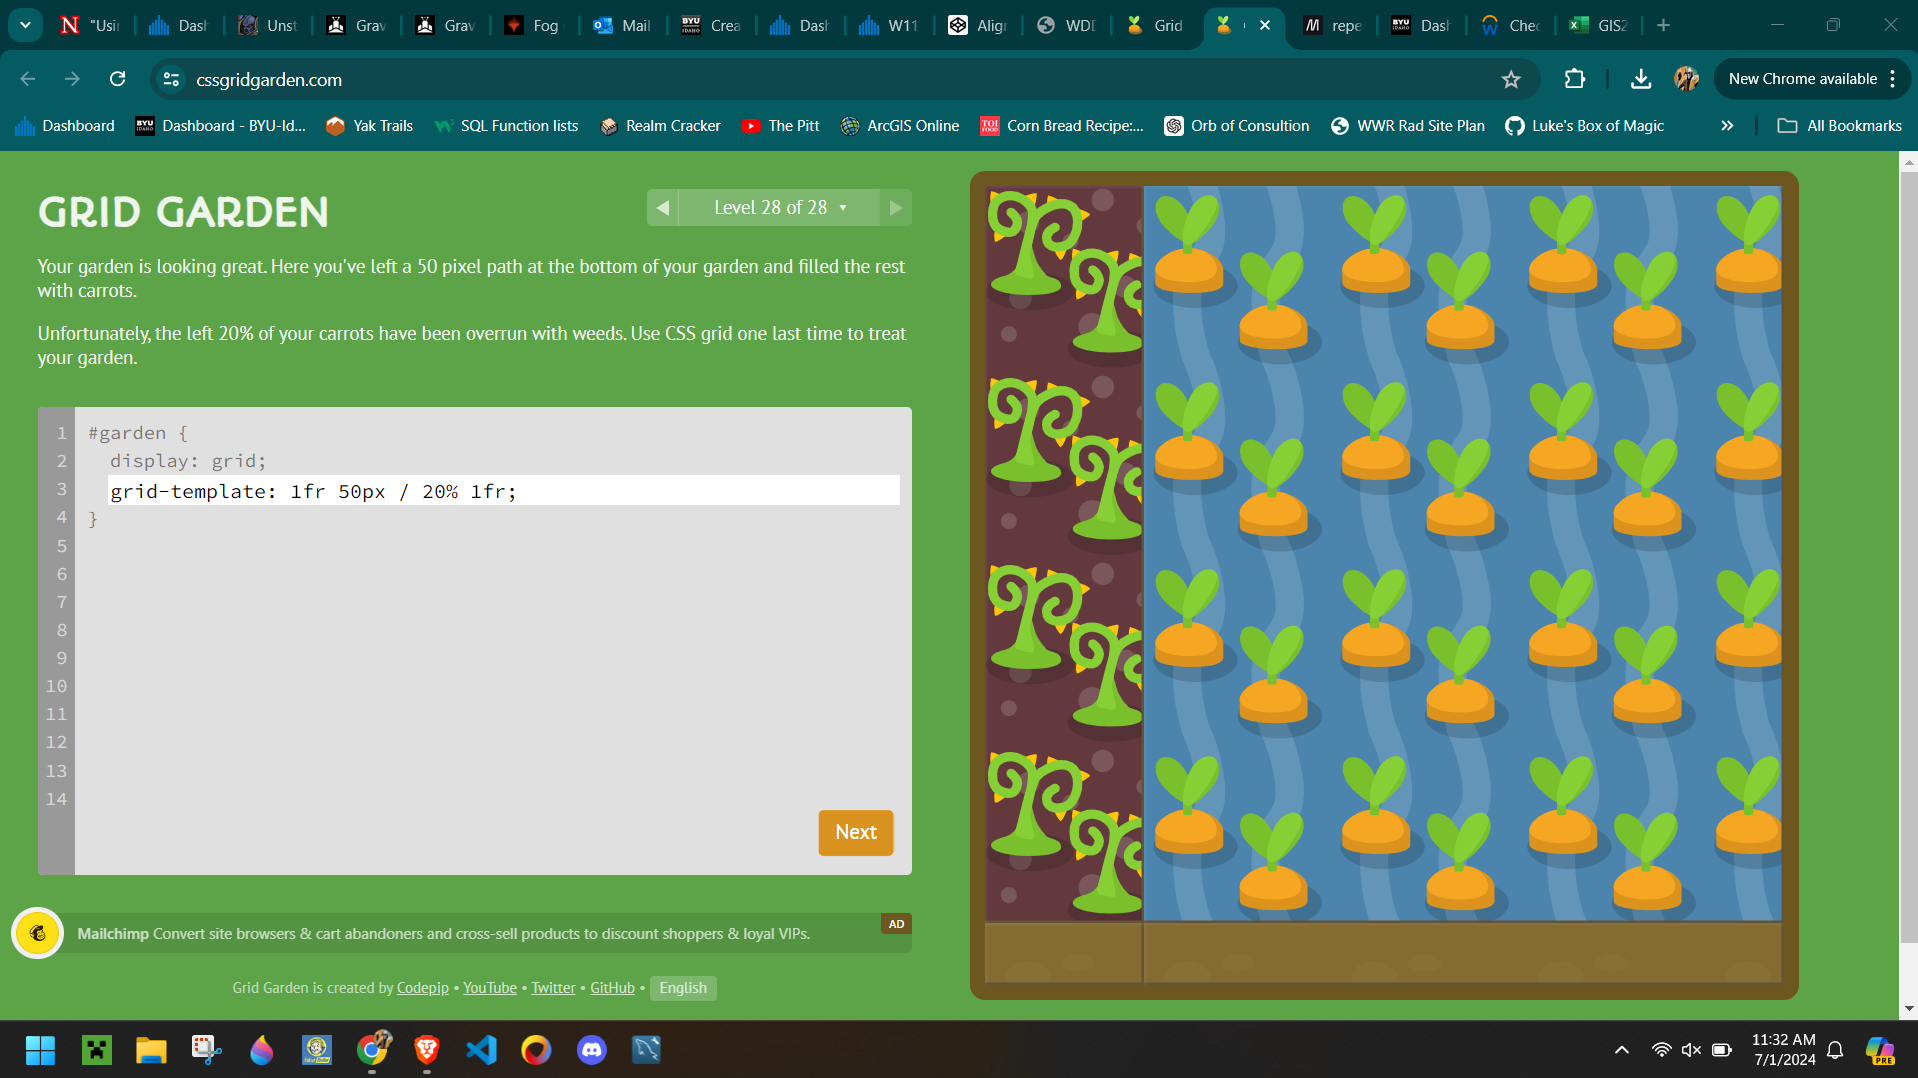 "Usi
Dash
Unst
Grav
Grav
Fog
Mail
Crea
Dash
W11
Align
WDD
Grid
repe
Dash
Chec
GIS2
cssgridgarden.com
New Chrome available
Dashboard
Dashboard - BYU-Id...
Yak Trails
SQL Function lists
Realm Cracker
The Pitt
ArcGIS Online
Corn Bread Recipe:...
Orb of Consultion
WWR Rad Site Plan
Luke's Box of Magic
All Bookmarks
GRID GARDEN
Level 28 of 28
Your garden is looking great. Here you've left a 50 pixel path at the bottom of your garden and filled the rest
with carrots.
Unfortunately, the left 20% of your carrots have been overrun with weeds. Use CSS grid one last time to treat
your garden.
1 #garden {
2 display: grid;
3 grid-template: 1fr 50px / 20% 1fr;
4 }
5
6
7
8
9
10
11
12
13
14
Next
Mailchimp Convert site browsers & cart abandoners and cross-sell products to discount shoppers & loyal VIPs.
AD
Grid Garden is created by Codepip • YouTube • Twitter • GitHub • English
11:32 AM
7/1/2024
PRE